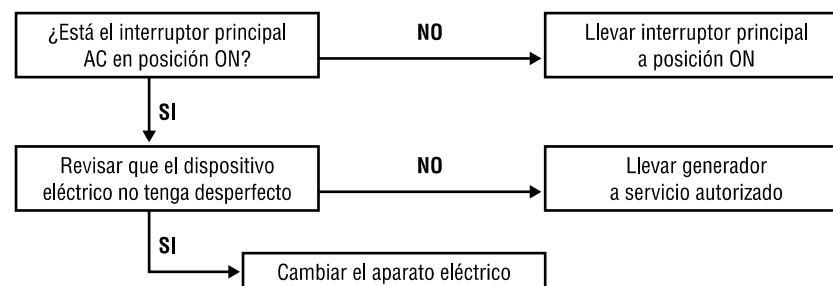 ¿Está el interruptor principal
AC en posición ON?
NO
Llevar interruptor principal
a posición ON
SI
Revisar que el dispositivo
eléctrico no tenga desperfecto
NO
Llevar generador
a servicio autorizado
SI
Cambiar el aparato eléctrico